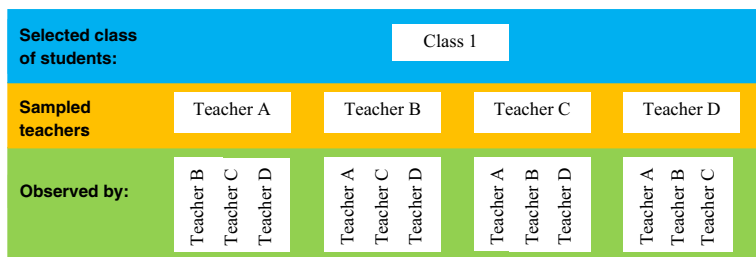 Selected class
of students:
Class 1
Sampled
teachers
Teacher A
Teacher B
Teacher C
Teacher D
Observed by:
Teacher B
Teacher C
Teacher D
Teacher A
Teacher C
Teacher D
Teacher A
Teacher B
Teacher D
Teacher A
Teacher B
Teacher C